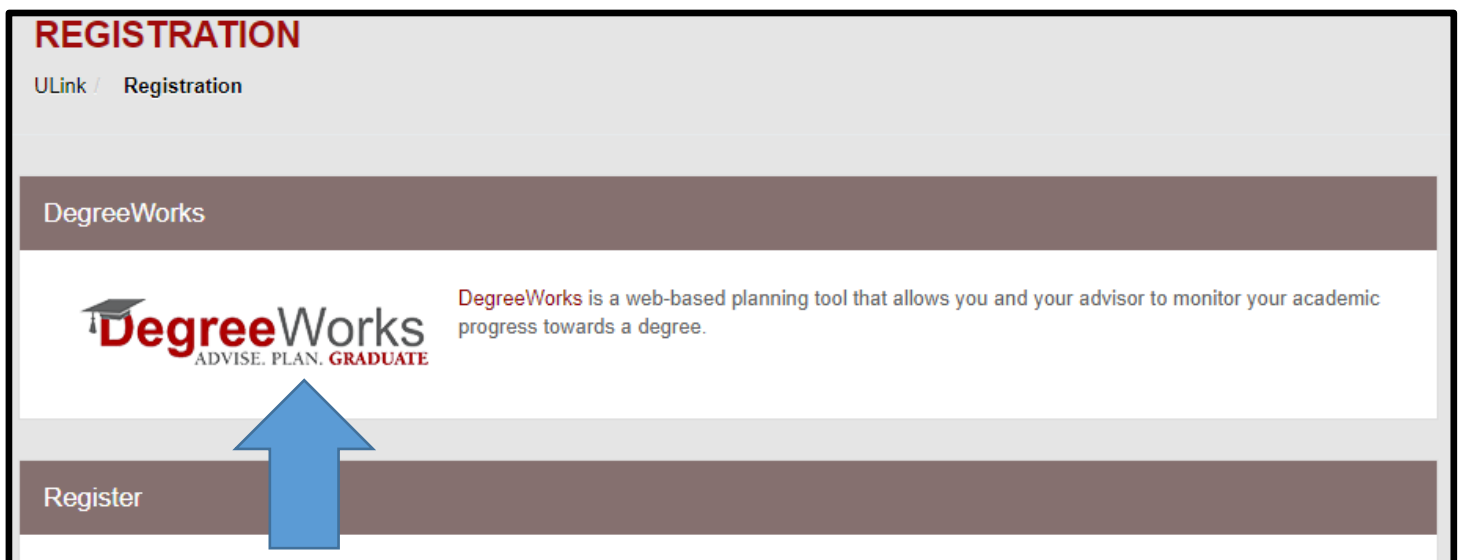 REGISTRATION
ULink / Registration
DegreeWorks
DegreeWorks
ADVISE. PLAN. GRADUATE
DegreeWorks is a web-based planning tool that allows you and your advisor to monitor your academic
progress towards a degree.
Register